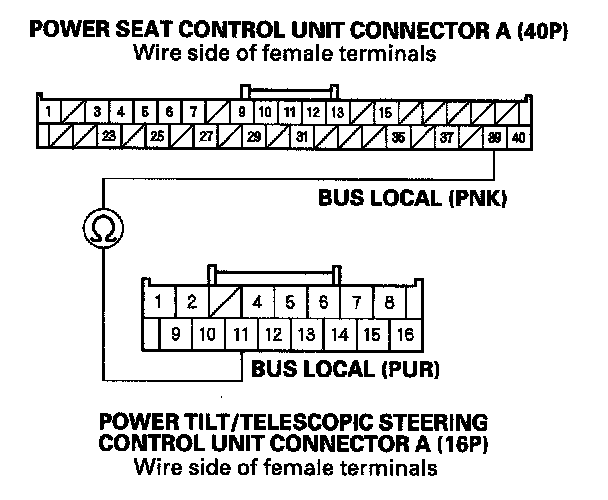 POWER SEAT CONTROL UNIT CONNECTOR A (40P)
Wire side of female terminals
1 3 4 5 6 7 9 10 11 12 13 15
23 25 27 29 31 35 37 39 40
BUS LOCAL (PNK)
Ω
1 2 4 5 6 7 8
9 10 11 12 13 14 15 16
BUS LOCAL (PUR)
POWER TILT/TELESCOPIC STEERING
CONTROL UNIT CONNECTOR A (16P)
Wire side of female terminals